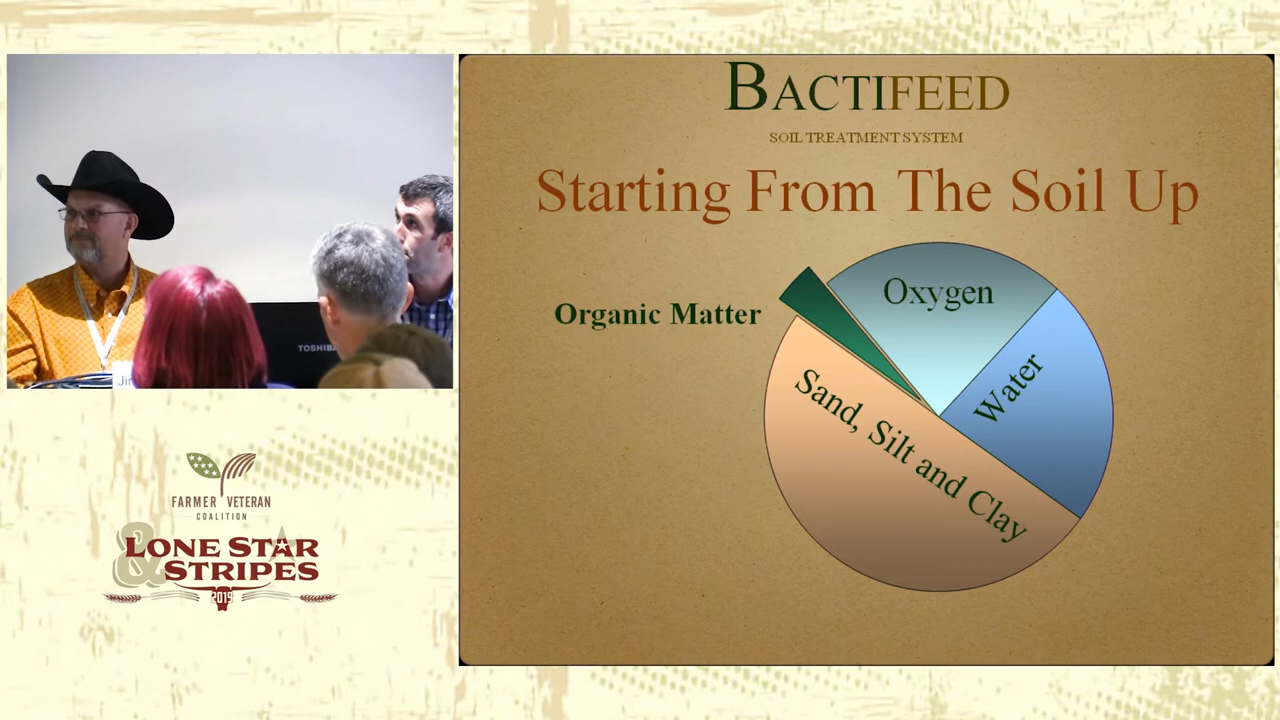 BACTIFEED
SOIL TREATMENT SYSTEM
Starting From The Soil Up
Organic Matter
Oxygen
Water
Sand, Silt and Clay
TOSHIBA
FARMER VETERAN
COALITION
&
LONE STAR
STRIPES
2019